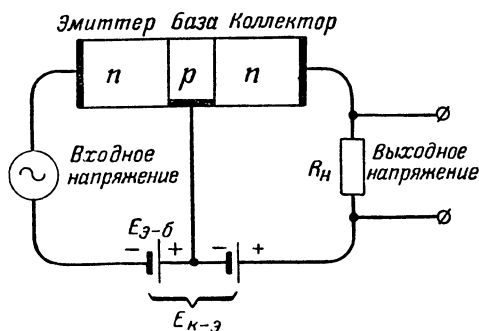 Эмиттер База Коллектор
n p n
Входное
напряжение
Rн
Выходное
напряжение
Eэ-б
− + − +
Eк-э